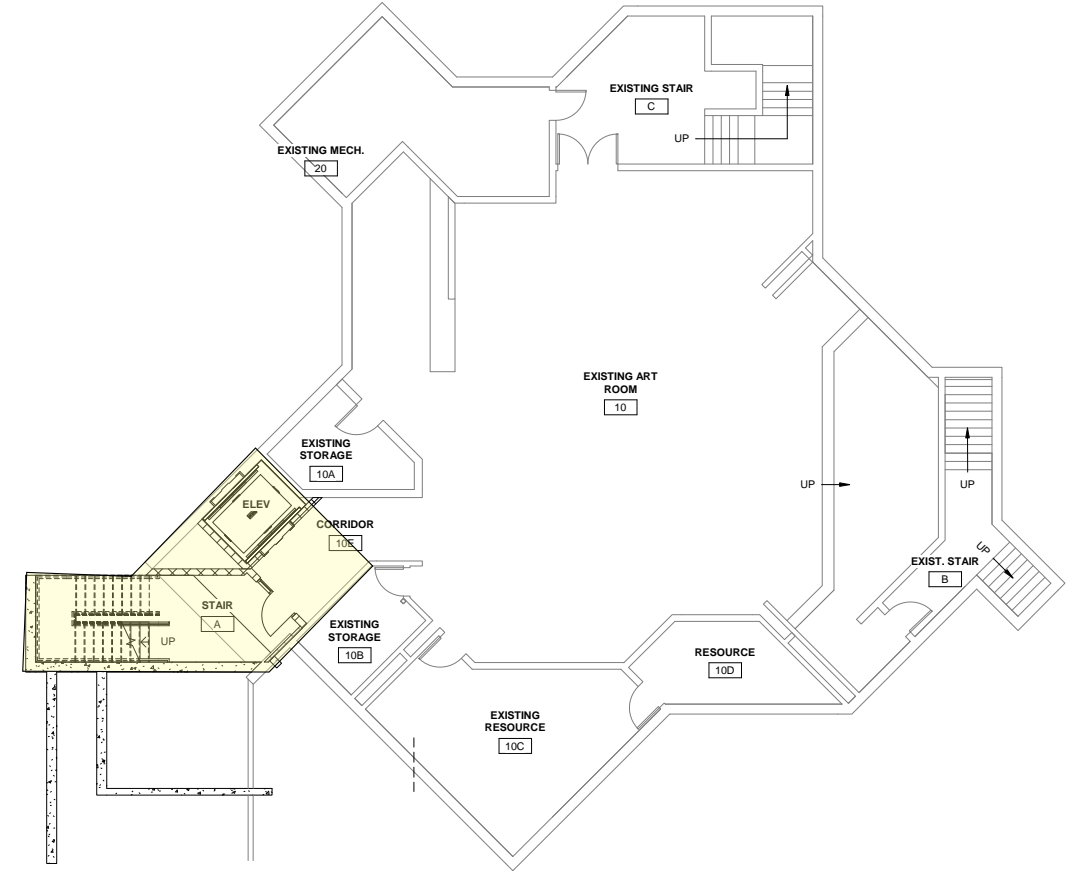 EXISTING STAIR
C
UP
EXISTING MECH.
20
EXISTING ART
ROOM
10
EXISTING
STORAGE
10A
ELEV
CORRIDOR
10E
UP
UP
UP
EXIST. STAIR
B
STAIR
A
UP
EXISTING
STORAGE
10B
RESOURCE
10D
EXISTING
RESOURCE
10C